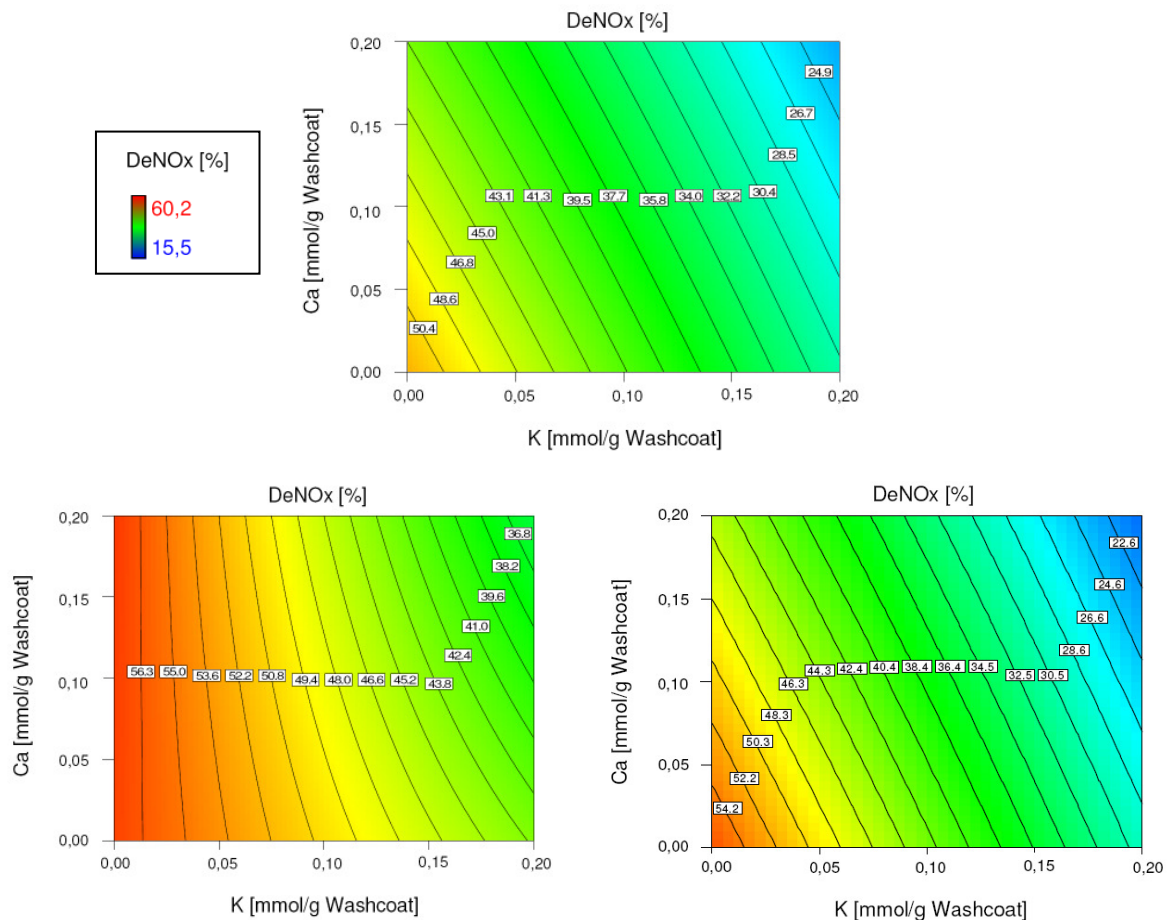 DeNOx [%]
0,20
24.9
26.7
0,15
28.5
30.4
43.1 41.3 39.5 37.7 35.8 34.0 32.2
0,10
45.0
46.8
0,05
48.6
50.4
0,00
0,00 0,05 0,10 0,15 0,20
Ca [mmol/g Washcoat]
K [mmol/g Washcoat]
DeNOx [%]
60,2
15,5
DeNOx [%]
0,20
36.8
38.2
0,15
39.6
41.0
42.4
56.3 55.0 53.6 52.2 50.8 49.4 48.0 46.6 45.2 43.8
0,10
0,05
0,00
0,00 0,05 0,10 0,15 0,20
Ca [mmol/g Washcoat]
K [mmol/g Washcoat]
DeNOx [%]
0,20
22.6
24.6
0,15
26.6
28.6
44.3 42.4 40.4 38.4 36.4 34.5 32.5 30.5
0,10
46.3
48.3
50.3
0,05
52.2
54.2
0,00
0,00 0,05 0,10 0,15 0,20
Ca [mmol/g Washcoat]
K [mmol/g Washcoat]